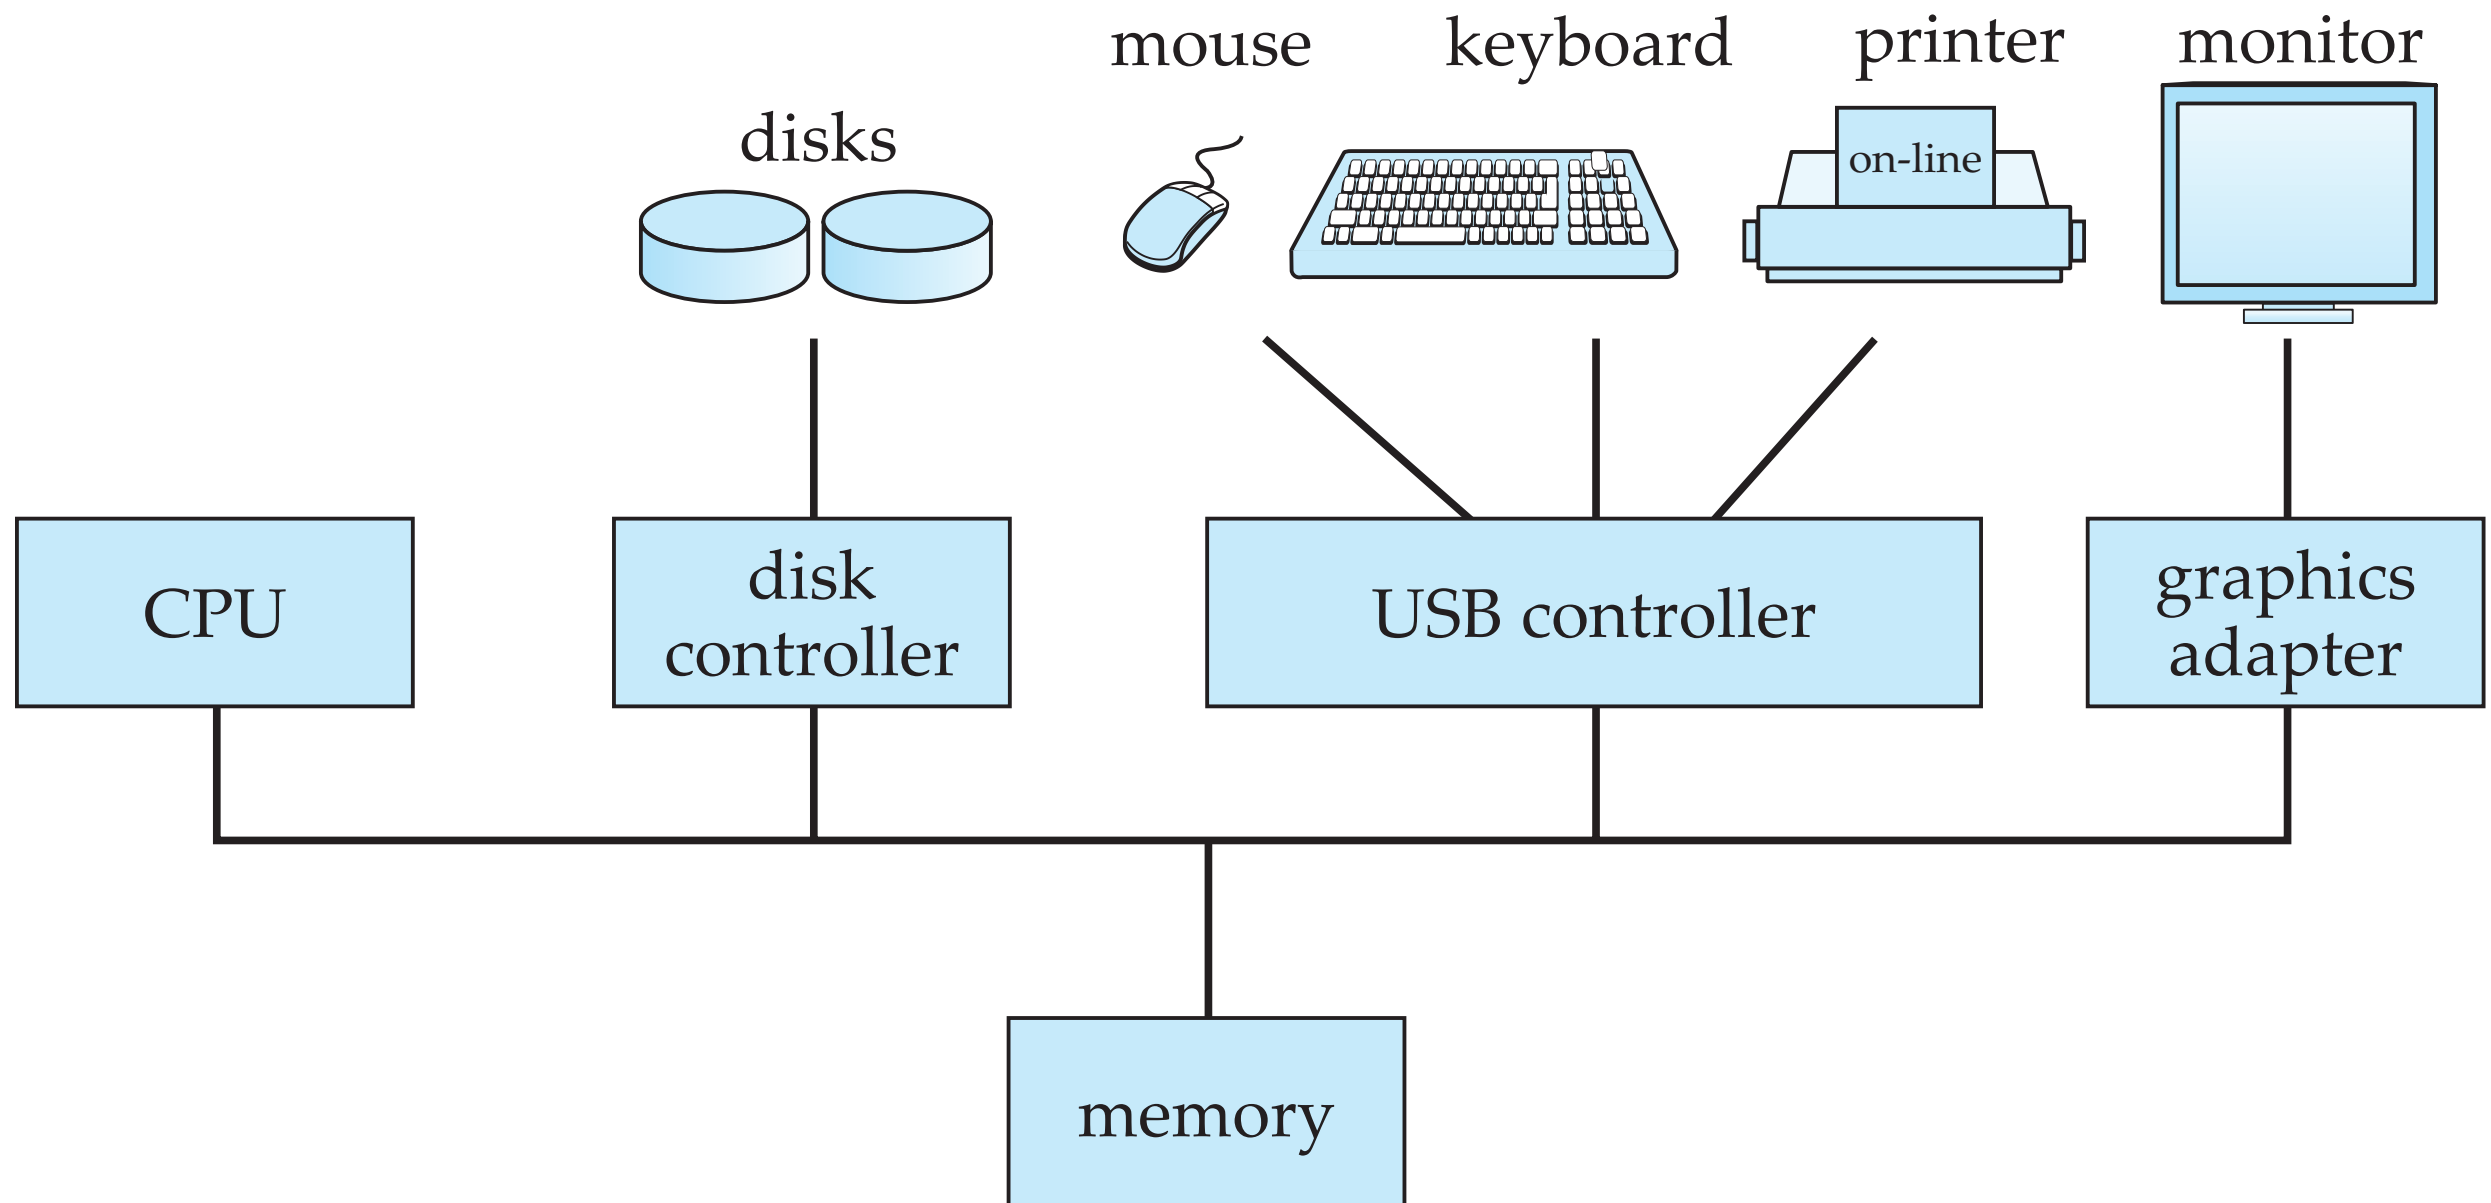 mouse
keyboard
printer
monitor
disks
on-line
CPU
disk
controller
USB controller
graphics
adapter
memory